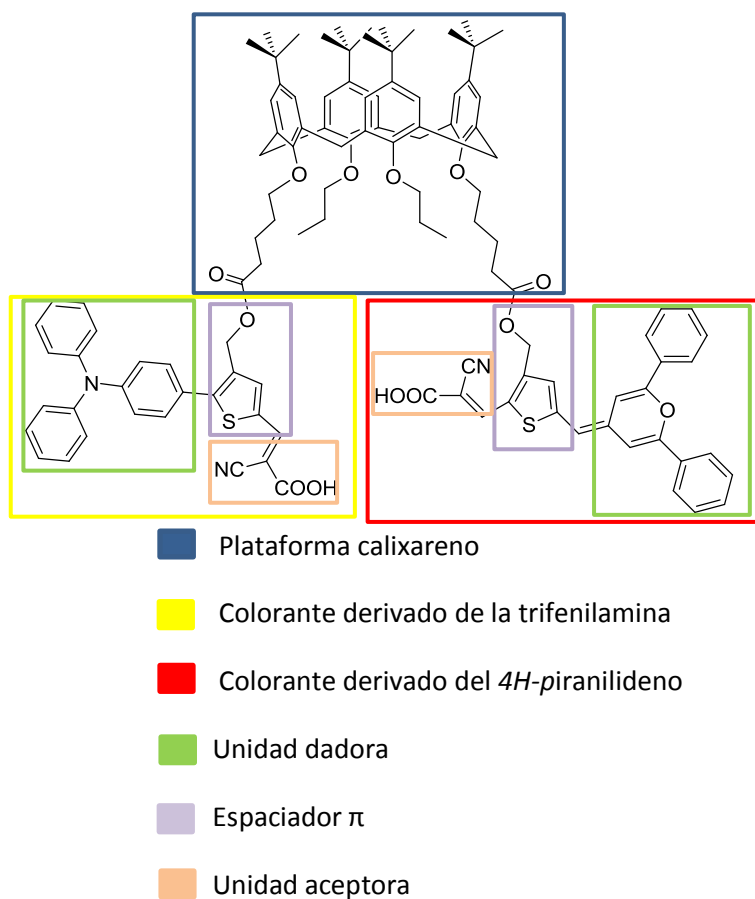 O O O O
O O
O O
N
S
NC
COOH
CN
HOOC
S
O
Plataforma calixareno
Colorante derivado de la trifenilamina
Colorante derivado del 4H-piranilideno
Unidad dadora
Espaciador π
Unidad aceptora